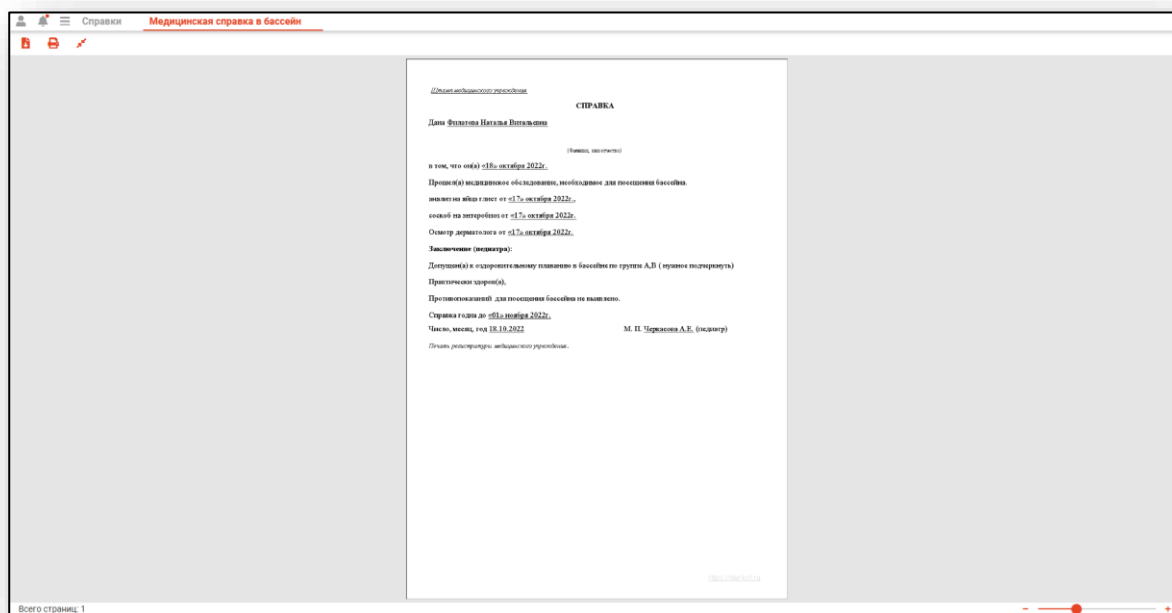 Справки Медицинская справка в бассейн
Штамп медицинского учреждения
СПРАВКА
Дана Филатова Наталья Витальевна
(Фамилия, имя отчество)
в том, что он(а) «18» октября 2022г.
Прошел(а) медицинское обследование, необходимое для посещения бассейна.
анализ на яйца глист от «17» октября 2022г.,
соскоб на энтеробиоз от «17» октября 2022г.
Осмотр дерматолога от «17» октября 2022г.
Заключение (педиатра):
Допущен(а) к оздоровительному плаванию в бассейне по группе А,В ( нужное подчеркнуть)
Практически здоров(а),
Противопоказаний для посещения бассейна не выявлено.
Справка годна до «01» ноября 2022г.
Число, месяц, год 18.10.2022 М. П. Черкасова А.Е. (педиатр)
Печать регистратуры медицинского учреждения.
Всего страниц: 1